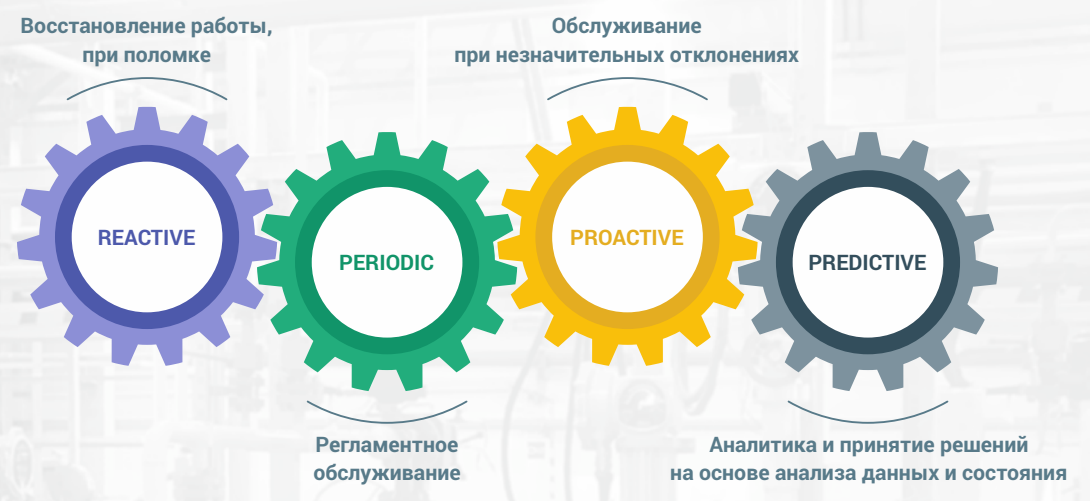 Восстановление работы,
при поломке
Обслуживание
при незначительных отклонениях
REACTIVE
PERIODIC
PROACTIVE
PREDICTIVE
Регламентное
обслуживание
Аналитика и принятие решений
на основе анализа данных и состояния